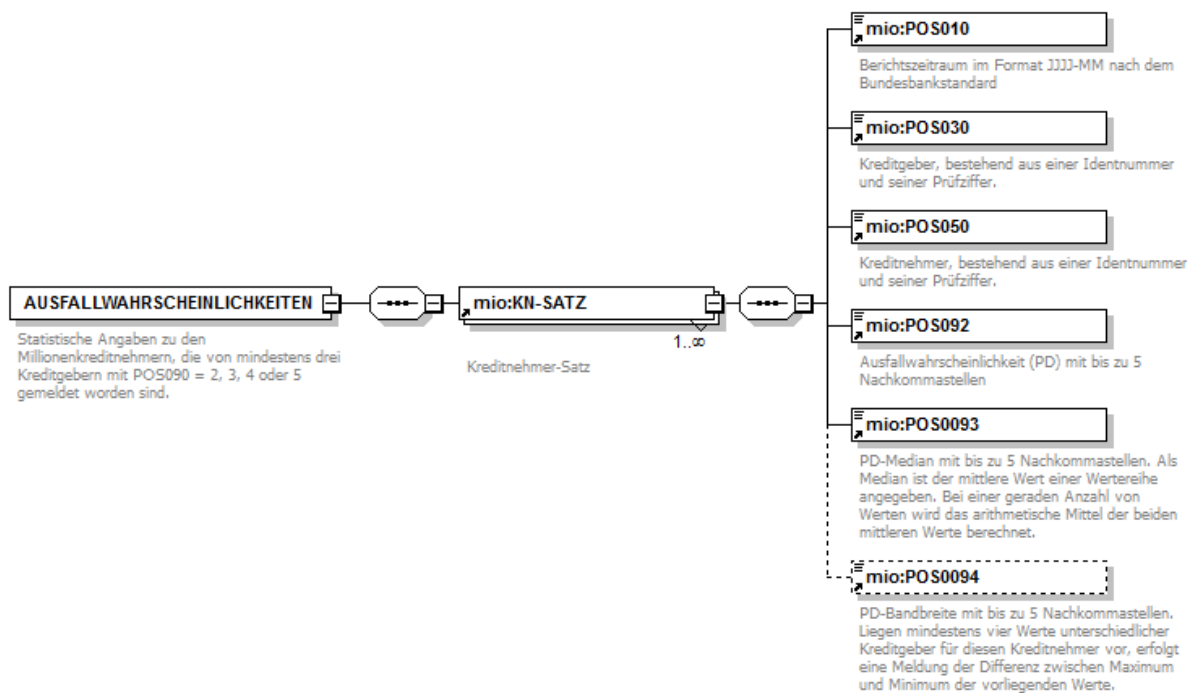 mio:POS010
Berichtszeitraum im Format JJJJ-MM nach dem
Bundesbankstandard
mio:POS030
Kreditgeber, bestehend aus einer Identnummer
und seiner Prüfziffer.
mio:POS050
Kreditnehmer, bestehend aus einer Identnummer
und seiner Prüfziffer.
AUSFALLWAHRSCHEINLICHKEITEN
Statistische Angaben zu den
Millionenkreditnehmern, die von mindestens drei
Kreditgebern mit POS090 = 2, 3, 4 oder 5
gemeldet worden sind.
mio:KN-SATZ
1..∞
Kreditnehmer-Satz
mio:POS092
Ausfallwahrscheinlichkeit (PD) mit bis zu 5
Nachkommastellen
mio:POS0093
PD-Median mit bis zu 5 Nachkommastellen. Als
Median ist der mittlere Wert einer Wertereihe
angegeben. Bei einer geraden Anzahl von
Werten wird das arithmetische Mittel der beiden
mittleren Werte berechnet.
mio:POS0094
PD-Bandbreite mit bis zu 5 Nachkommastellen.
Liegen mindestens vier Werte unterschiedlicher
Kreditgeber für diesen Kreditnehmer vor, erfolgt
eine Meldung der Differenz zwischen Maximum
und Minimum der vorliegenden Werte.